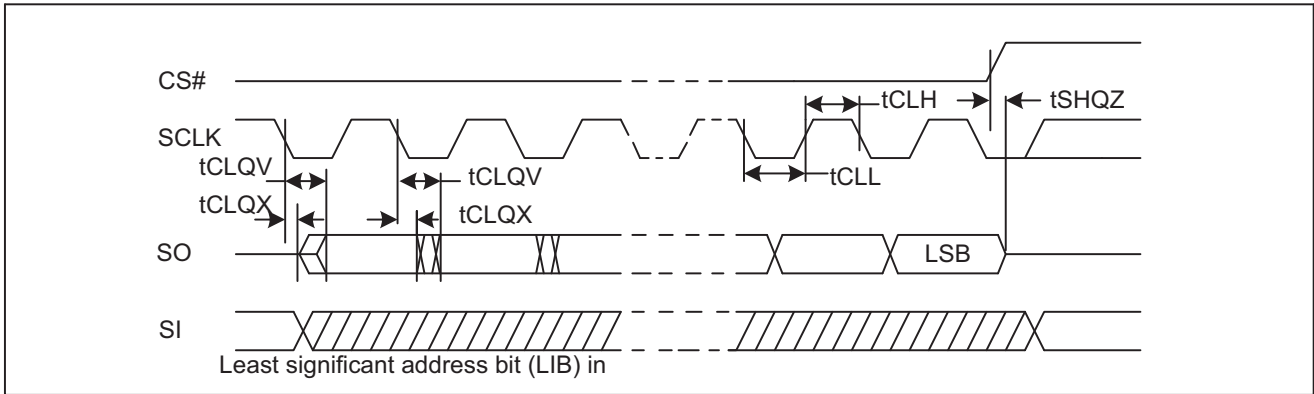 CS#
tCLH
tSHQZ
SCLK
tCLQV
tCLQV
tCLL
tCLQX
tCLQX
SO
LSB
SI
Least significant address bit (LIB) in